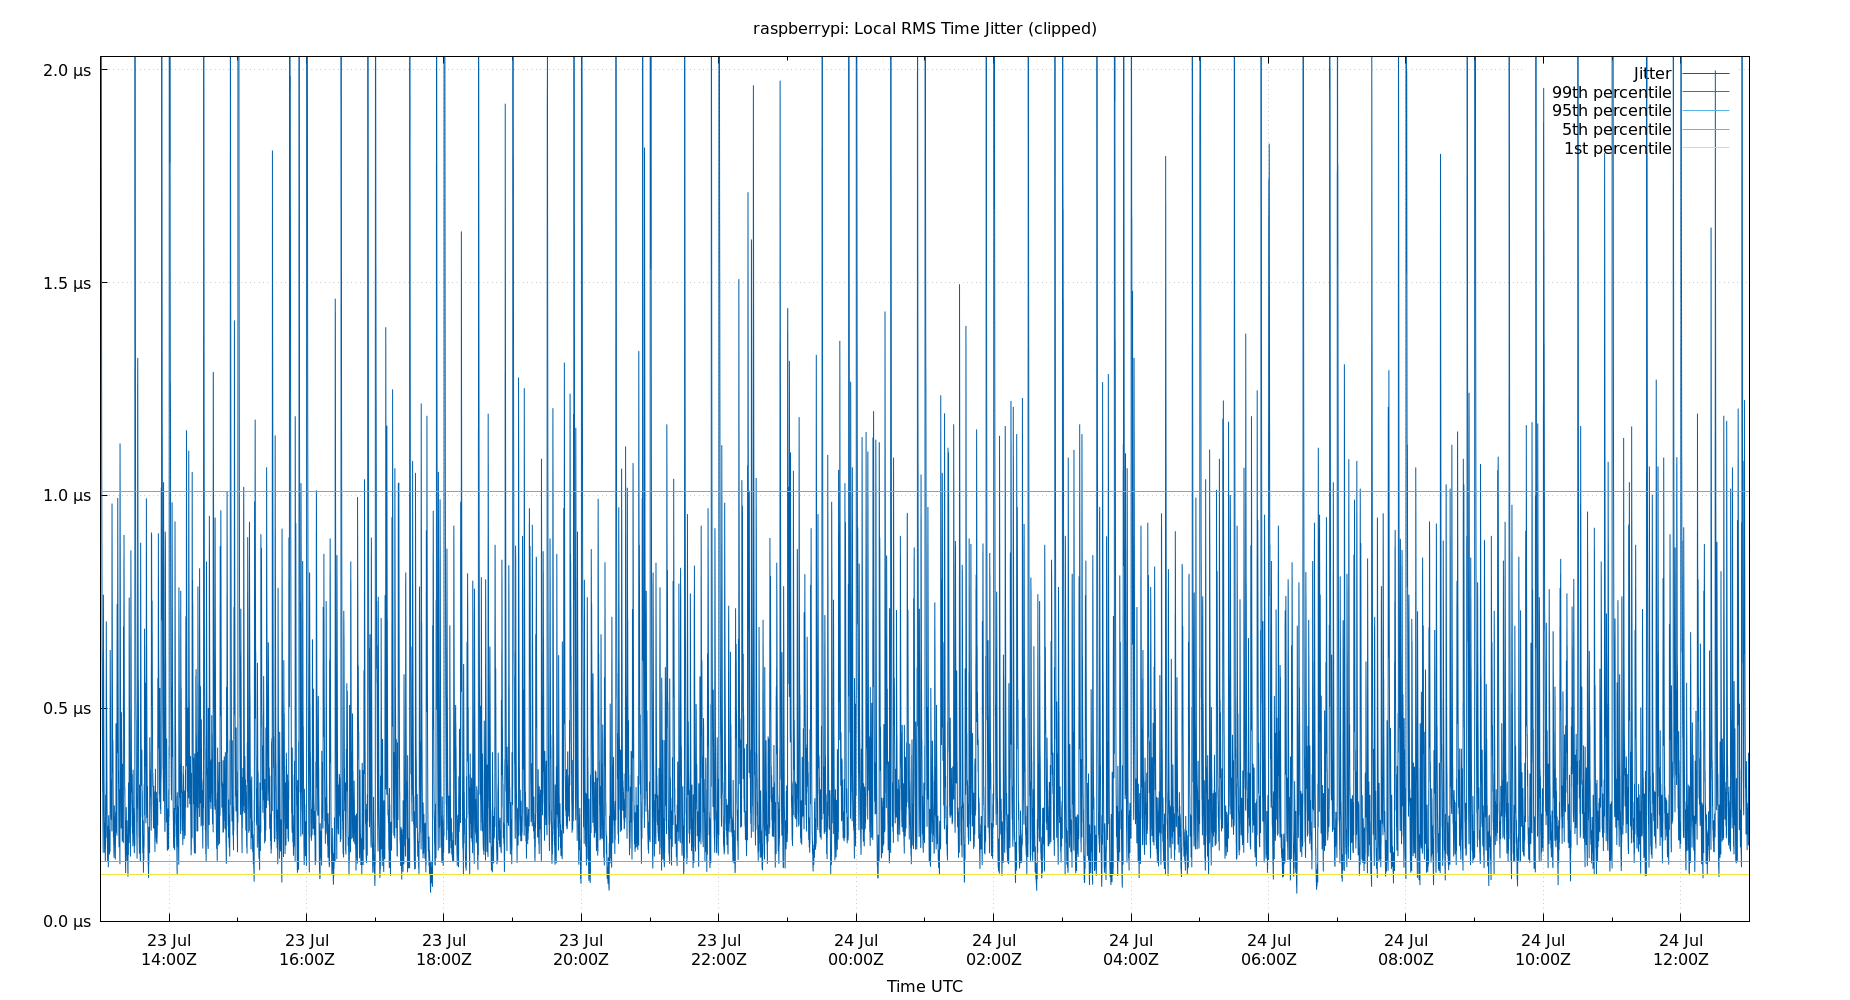 raspberrypi: Local RMS Time Jitter (clipped)
2.0 µs
1.5 µs
1.0 µs
0.5 µs
0.0 µs
Jitter
99th percentile
95th percentile
5th percentile
1st percentile
23 Jul 23 Jul 23 Jul 23 Jul 23 Jul 24 Jul 24 Jul 24 Jul 24 Jul 24 Jul 24 Jul 24 Jul
14:00Z 16:00Z 18:00Z 20:00Z 22:00Z 00:00Z 02:00Z 04:00Z 06:00Z 08:00Z 10:00Z 12:00Z
Time UTC